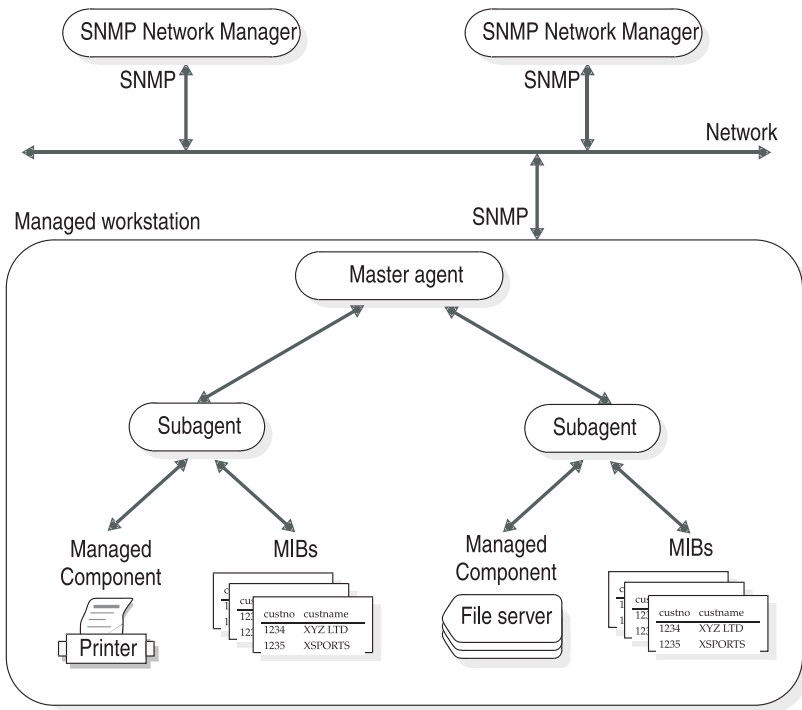 SNMP Network Manager
SNMP Network Manager
SNMP
SNMP
Network
SNMP
Managed workstation
Master agent
Subagent
Subagent
Managed
Component
MIBs
Managed
Component
MIBs
Printer
custno custname
1234 XYZ LTD
1235 XSPORTS
File server
custno custname
1234 XYZ LTD
1235 XSPORTS